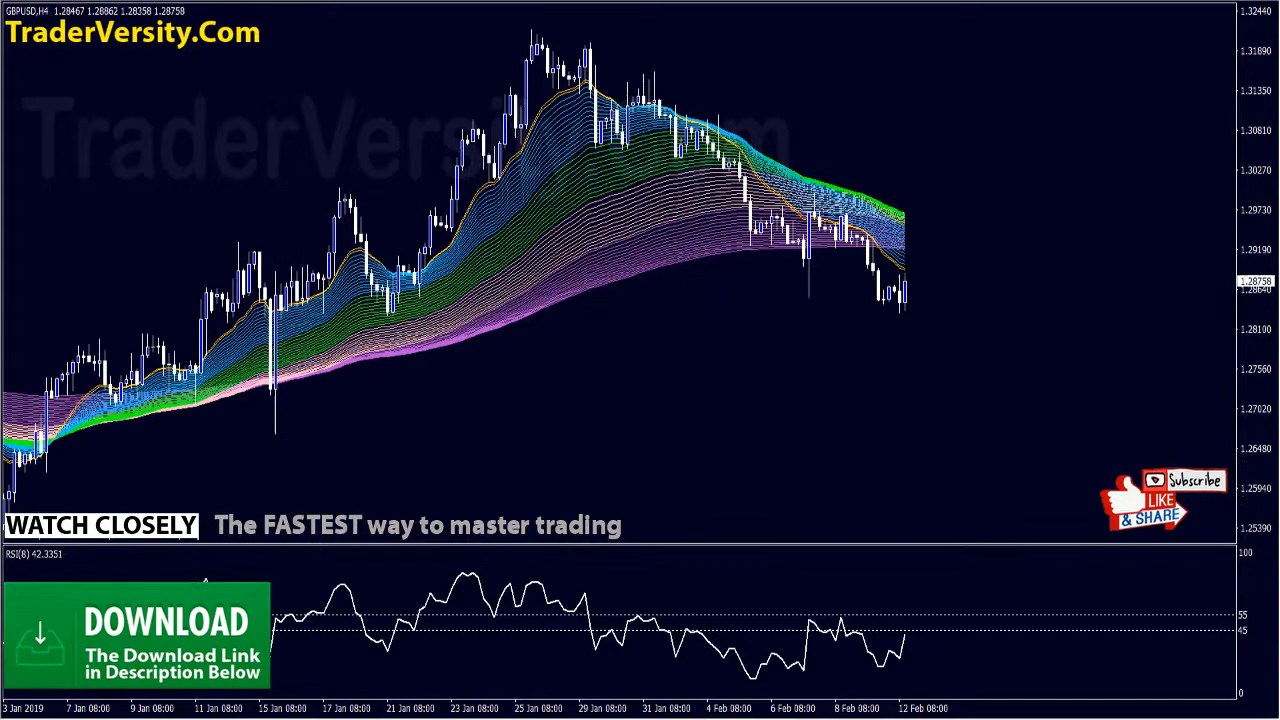 GBPUSD,H4 1.28467 1.28862 1.28358 1.28758
TraderVersity.Com
TraderVersity.Com
1.32440
1.31890
1.31350
1.30810
1.30270
1.29730
1.29190
1.28758
1.28640
1.28100
1.27560
1.27020
1.26480
1.25940
1.25390
Subscribe
LIKE
& SHARE
WATCH CLOSELY The FASTEST way to master trading
RSI(8) 42.3351
100
55
45
0
DOWNLOAD
The Download Link
in Description Below
3 Jan 2019 7 Jan 08:00 9 Jan 08:00 11 Jan 08:00 15 Jan 08:00 17 Jan 08:00 21 Jan 08:00 23 Jan 08:00 25 Jan 08:00 29 Jan 08:00 31 Jan 08:00 4 Feb 08:00 6 Feb 08:00 8 Feb 08:00 12 Feb 08:00